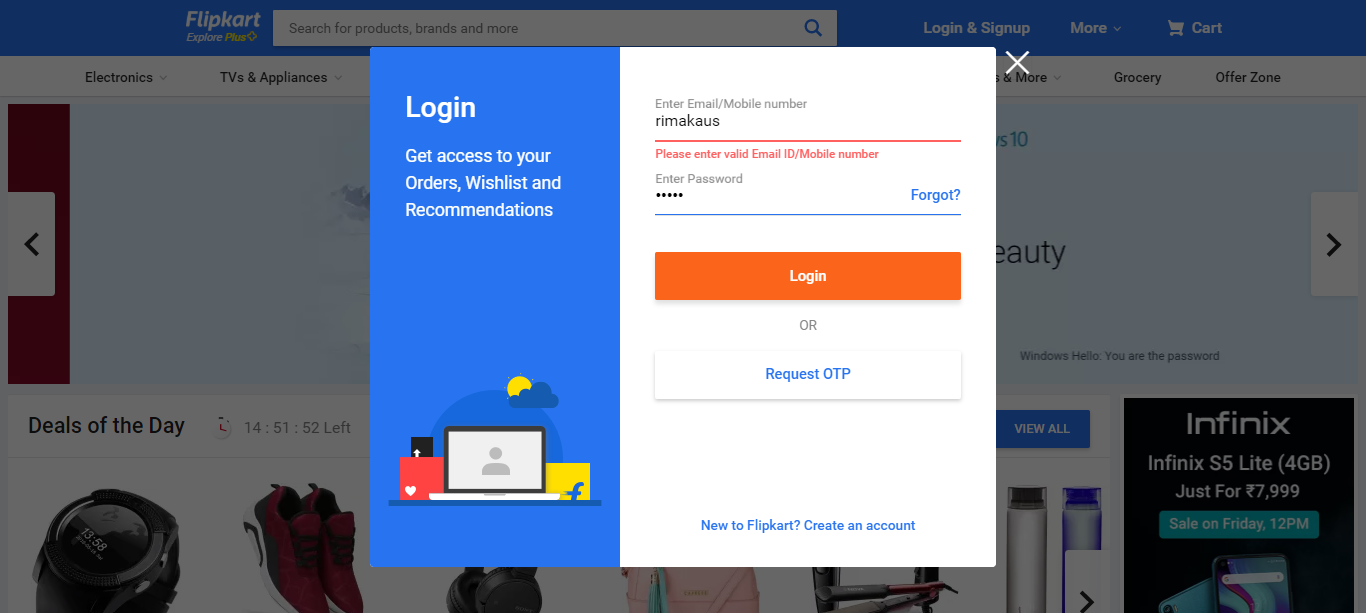 Flipkart
Explore Plus
Search for products, brands and more
Login & Signup
More
Cart
Electronics
TVs & Appliances
& More
Grocery
Offer Zone
Login
Get access to your
Orders, Wishlist and
Recommendations
Enter Email/Mobile number
rimakaus
Please enter valid Email ID/Mobile number
Enter Password
•••••
Forgot?
Login
OR
Request OTP
New to Flipkart? Create an account
10
Windows Hello: You are the password
Deals of the Day
14 : 51 : 52 Left
VIEW ALL
13:58
Infinix
Infinix S5 Lite (4GB)
Just For ₹7,999
Sale on Friday, 12PM